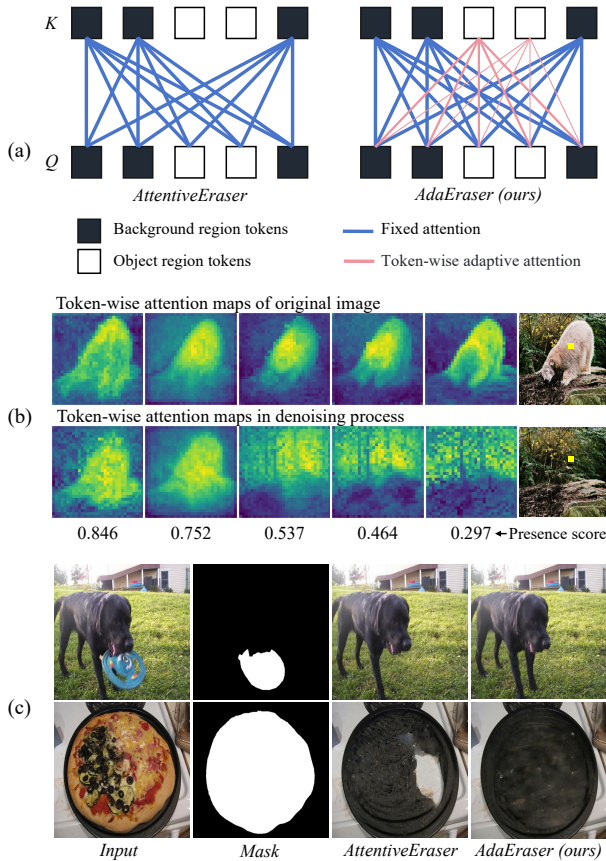 K
(a)
Q
AttentiveEraser
AdaEraser (ours)
Background region tokens
Fixed attention
Object region tokens
Token-wise adaptive attention
Token-wise attention maps of original image
(b)
Token-wise attention maps in denoising process
0.846 0.752 0.537 0.464 0.297 Presence score
(c)
Input Mask AttentiveEraser AdaEraser (ours)